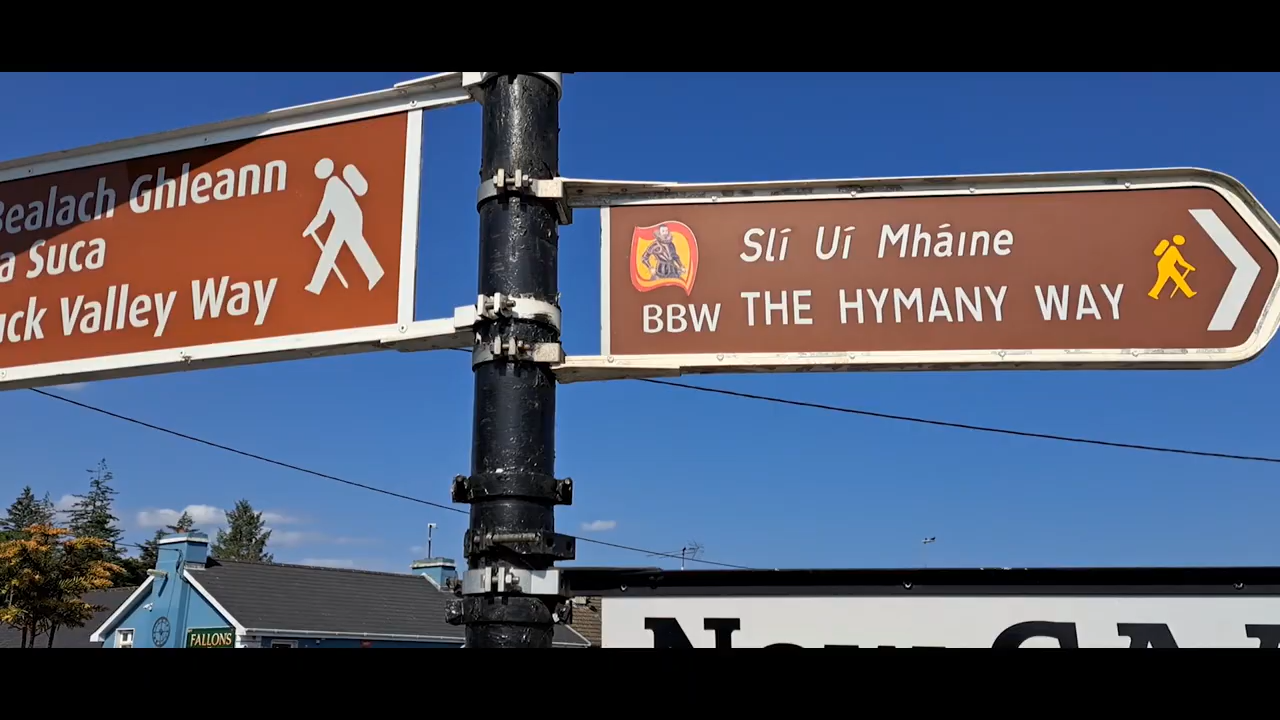 Bealach Ghleann
a Suca
uck Valley Way
Slí Uí Mháine
BBW THE HYMANY WAY
FALLONS